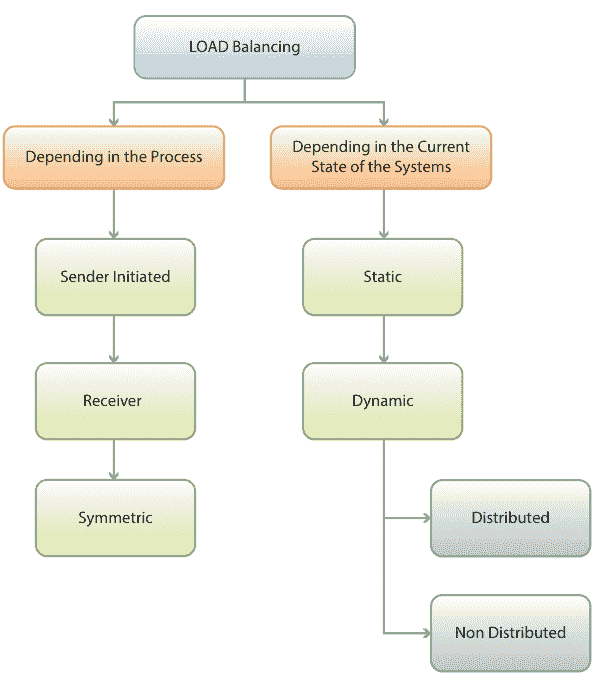 LOAD Balancing
Depending in the Process
Depending in the Current
State of the Systems
Sender Initiated
Static
Receiver
Dynamic
Symmetric
Distributed
Non Distributed